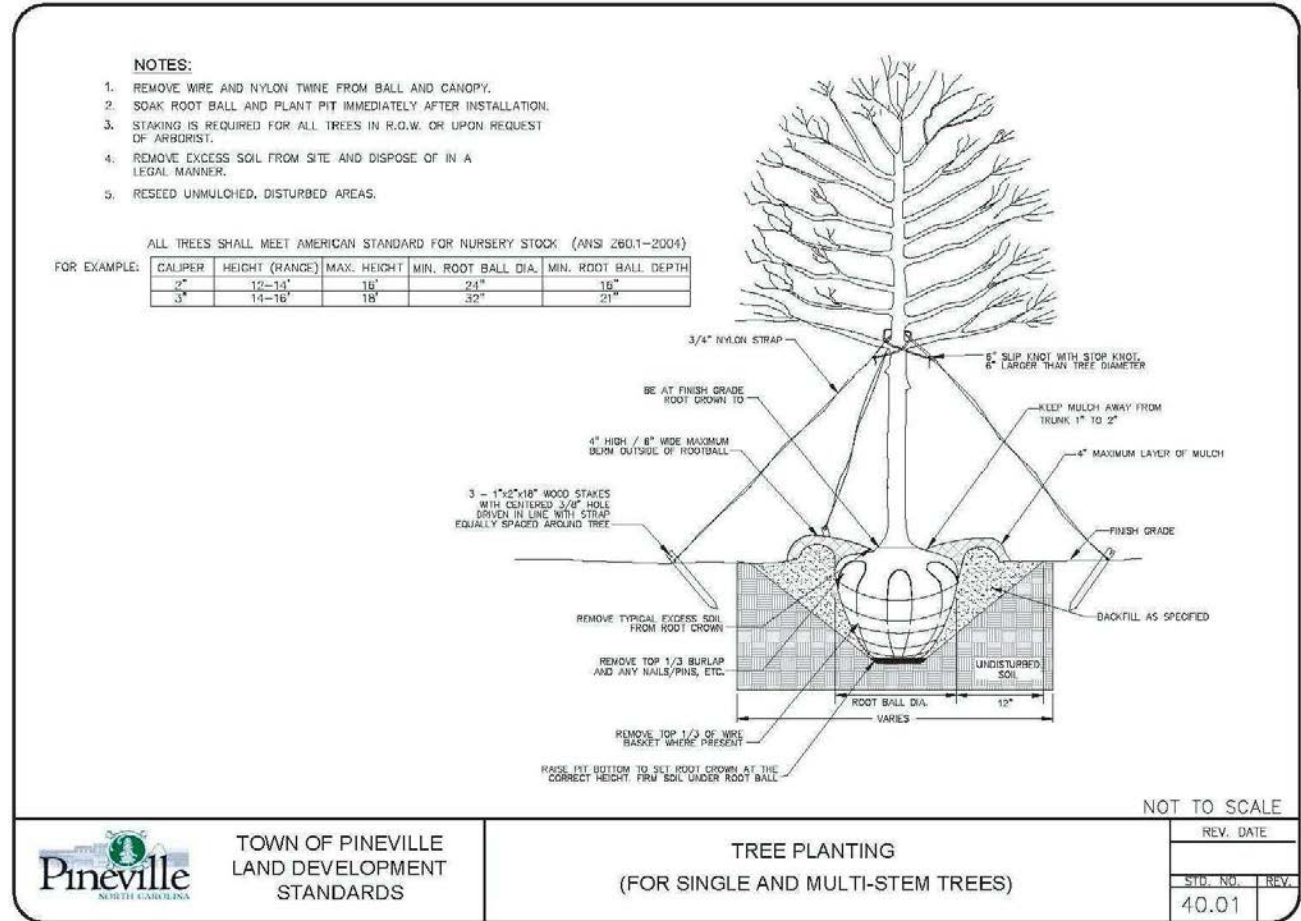 NOTES:
1. REMOVE WIRE AND NYLON TWINE FROM BALL AND CANOPY.
2. SOAK ROOT BALL AND PLANT PIT IMMEDIATELY AFTER INSTALLATION.
3. STAKING IS REQUIRED FOR ALL TREES IN R.O.W. OR UPON REQUEST
OF ARBORIST.
4. REMOVE EXCESS SOIL FROM SITE AND DISPOSE OF IN A
LEGAL MANNER.
5. RESEED UNMULCHED, DISTURBED AREAS.
ALL TREES SHALL MEET AMERICAN STANDARD FOR NURSERY STOCK (ANSI Z60.1-2004)
FOR EXAMPLE:
CALIPER HEIGHT (RANGE) MAX. HEIGHT MIN. ROOT BALL DIA. MIN. ROOT BALL DEPTH
2" 12-14' 16' 24" 16"
3" 14-16' 18' 32" 21"
3/4" NYLON STRAP
6" SLIP KNOT WITH STOP KNOT,
6" LARGER THAN TREE DIAMETER
BE AT FINISH GRADE
ROOT CROWN TO
KEEP MULCH AWAY FROM
TRUNK 1" TO 2"
4" HIGH / 8" WIDE MAXIMUM
BERM OUTSIDE OF ROOTBALL
4" MAXIMUM LAYER OF MULCH
3 - 1"x2"x18" WOOD STAKES
WITH CENTERED 3/8" HOLE
DRIVEN IN LINE WITH STRAP
EQUALLY SPACED AROUND TREE
FINISH GRADE
REMOVE TYPICAL EXCESS SOIL
FROM ROOT CROWN
BACKFILL AS SPECIFIED
REMOVE TOP 1/3 BURLAP
AND ANY NAILS/PINS, ETC.
UNDISTURBED
SOIL
ROOT BALL DIA.
12"
VARIES
REMOVE TOP 1/3 OF WIRE
BASKET WHERE PRESENT
RAISE PIT BOTTOM TO SET ROOT CROWN AT THE
CORRECT HEIGHT. FIRM SOIL UNDER ROOT BALL
NOT TO SCALE
Pineville
NORTH CAROLINA
TOWN OF PINEVILLE
LAND DEVELOPMENT
STANDARDS
TREE PLANTING
(FOR SINGLE AND MULTI-STEM TREES)
REV. DATE
STD. NO. REV.
40.01